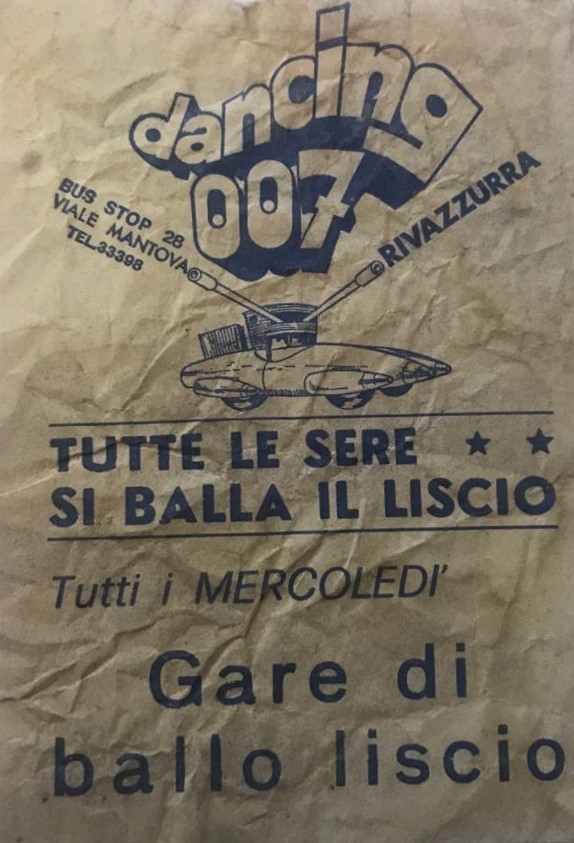 dancing
007
BUS STOP 28
VIALE MANTOVA
TEL.33398
RIVAZZURRA
TUTTE LE SERE ★ ★
SI BALLA IL LISCIO
Tutti i MERCOLEDI'
Gare di
ballo liscio